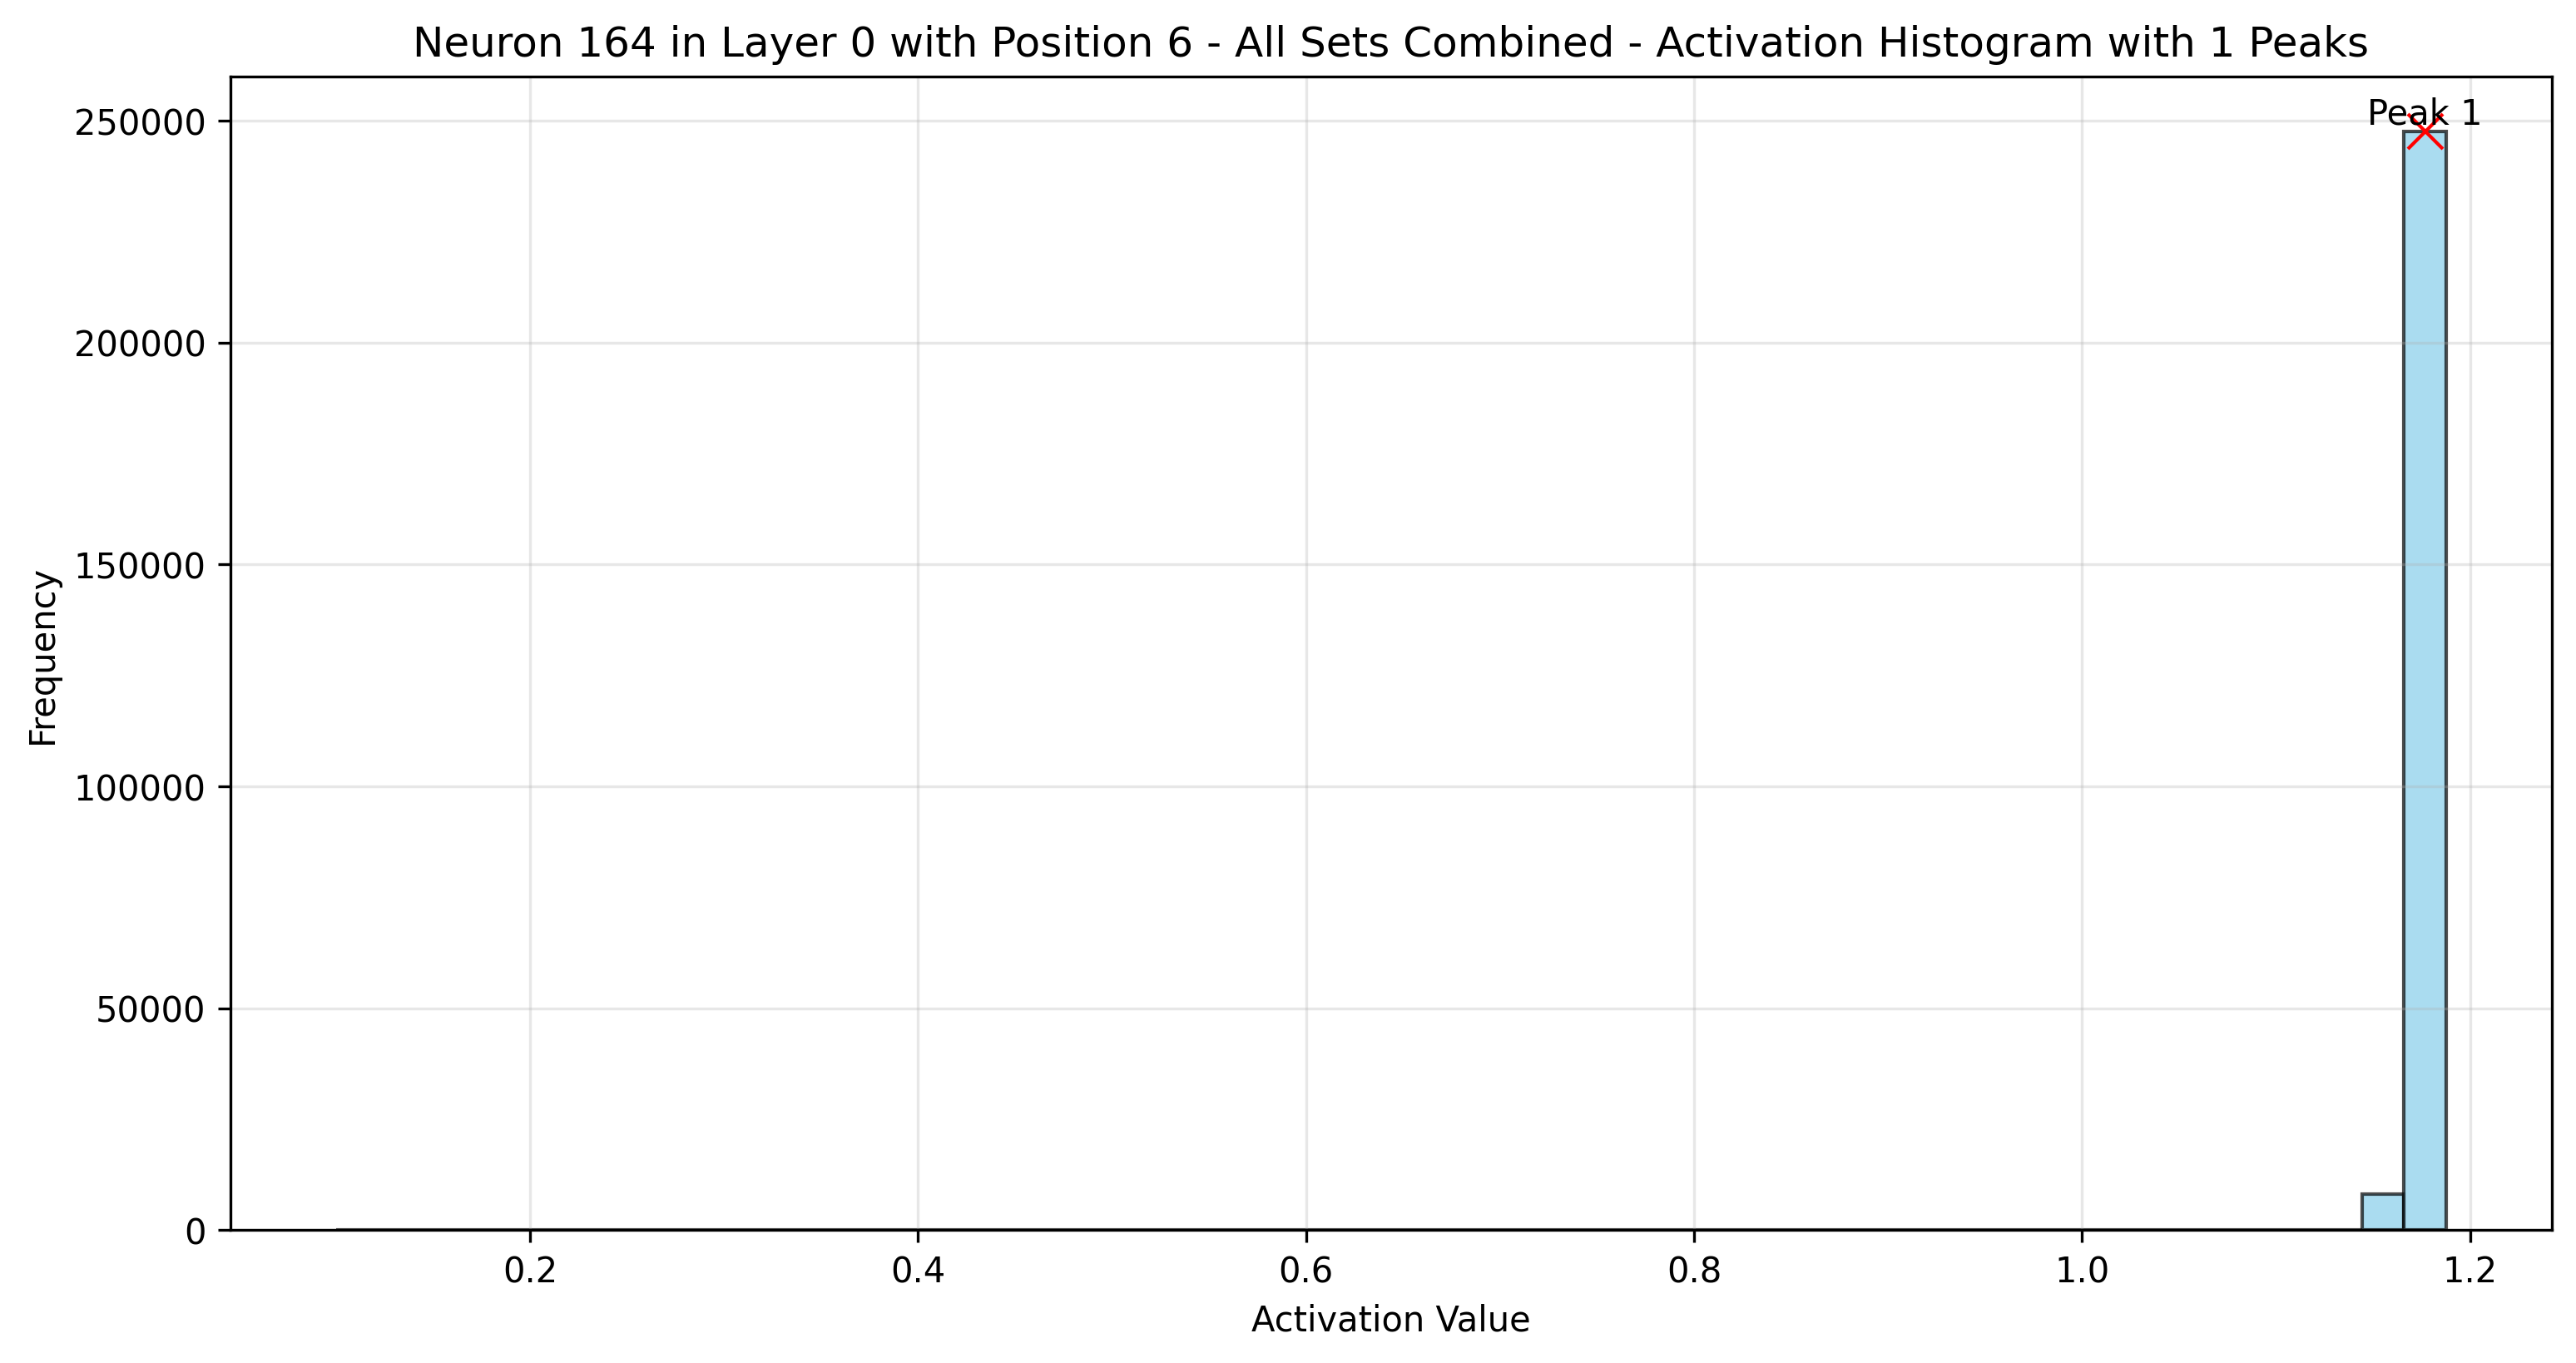 Neuron 164 in Layer 0 with Position 6 - All Sets Combined - Activation Histogram with 1 Peaks
Peak 1
250000
200000
150000
100000
50000
0
Frequency
0.2 0.4 0.6 0.8 1.0 1.2
Activation Value